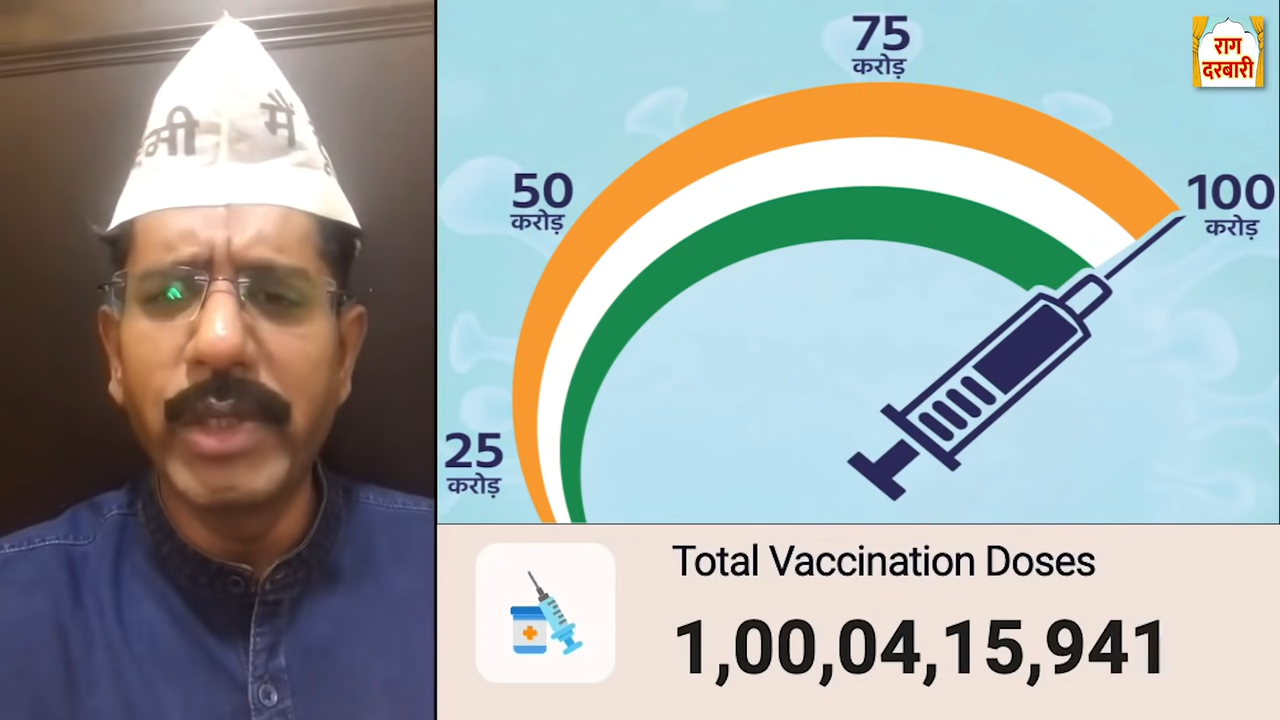 मैं
75
करोड़
राग
दरबारी
50
करोड़
100
करोड़
25
करोड़
Total Vaccination Doses
1,00,04,15,941